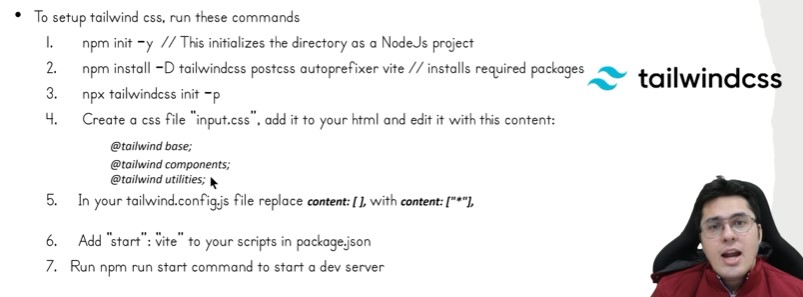 • To setup tailwind css, run these commands
1. npm init -y // This initializes the directory as a NodeJs project
2. npm install -D tailwindcss postcss autoprefixer vite // installs required packages
tailwindcss
3. npx tailwindcss init -p
4. Create a css file "input.css", add it to your html and edit it with this content:
@tailwind base;
@tailwind components;
@tailwind utilities;
5. In your tailwind.config.js file replace content: [ ], with content: ["*"],
6. Add "start": "vite" to your scripts in package.json
7. Run npm run start command to start a dev server